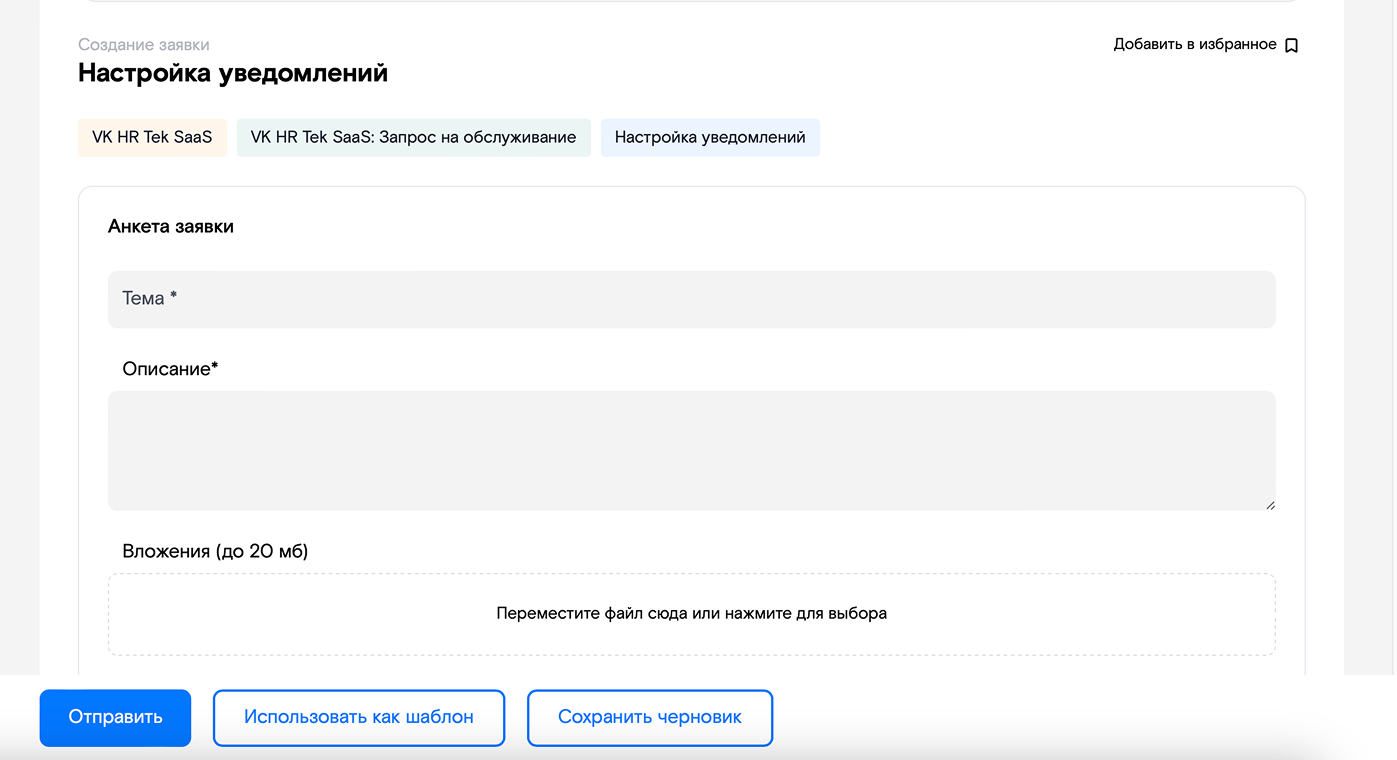 Создание заявки
Добавить в избранное
Настройка уведомлений
VK HR Tek SaaS
VK HR Tek SaaS: Запрос на обслуживание
Настройка уведомлений
Анкета заявки
Тема *
Описание*
Вложения (до 20 мб)
Переместите файл сюда или нажмите для выбора
Отправить
Использовать как шаблон
Сохранить черновик